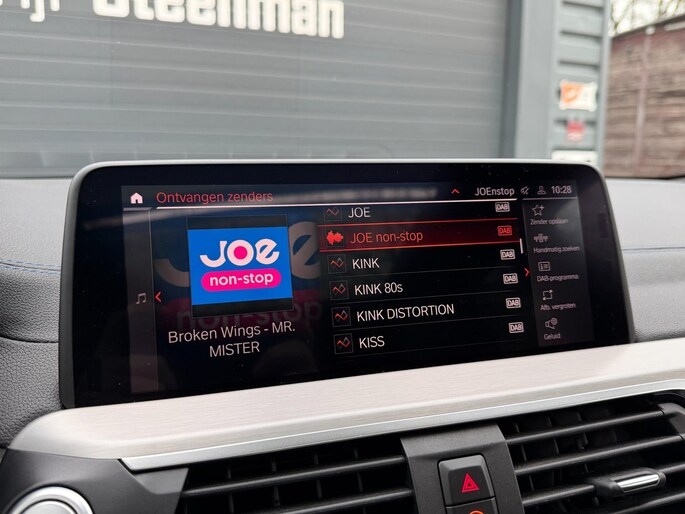 Steenman
Ontvangen zenders
JOEnstop
10:28
JOE
non-stop
Broken Wings - MR.
MISTER
JOE DAB
JOE non-stop DAB
KINK DAB
KINK 80s DAB
KINK DISTORTION DAB
KISS DAB
Zender opslaan
Handmatig zoeken
DAB-programma
Afb. vergroten
Geluid